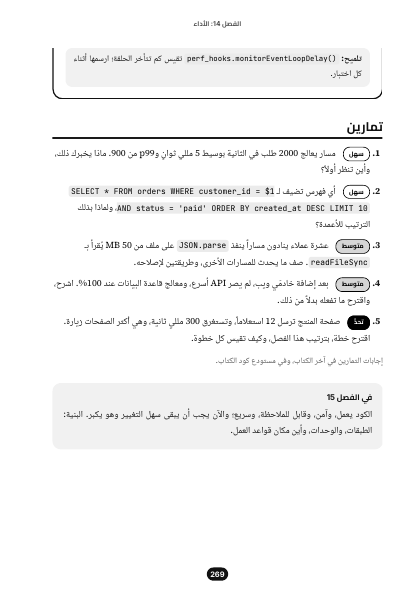 الفصل 14: الأداء
تلميح: perf_hooks.monitorEventLoopDelay() تقيس كم تتأخر الحلقة؛ ارسمها أثناء
كل اختبار.
تمارين
1. سهل مسار يعالج 2000 طلب في الثانية بوسيط 5 مللي ثوانٍ وp99 من 900. ماذا يخبرك ذلك،
وأين تنظر أولاً؟
2. سهل أي فهرس تضيف لـ SELECT * FROM orders WHERE customer_id = $1
AND status = 'paid' ORDER BY created_at DESC LIMIT 10، ولماذا بذلك
الترتيب للأعمدة؟
3. متوسط عشرة عملاء ينادون مساراً ينفذ JSON.parse على ملف من 50 MB يُقرأ بـ
readFileSync. صف ما يحدث للمسارات الأخرى، وطريقتين لإصلاحه.
4. متوسط بعد إضافة خادمَي ويب، لم يصر API أسرع، ومعالج قاعدة البيانات عند 100%. اشرح،
واقترح ما تفعله بدلاً من ذلك.
5. تحدٍّ صفحة المنتج ترسل 12 استعلاماً، وتستغرق 300 مللي ثانية، وهي أكثر الصفحات زيارة.
اقترح خطة، بترتيب هذا الفصل، وكيف تقيس كل خطوة.
إجابات التمارين في آخر الكتاب، وفي مستودع كود الكتاب.
في الفصل 15
الكود يعمل، وآمن، وقابل للملاحظة، وسريع؛ والآن يجب أن يبقى سهل التغيير وهو يكبر. البنية:
الطبقات، والوحدات، وأين مكان قواعد العمل.
269